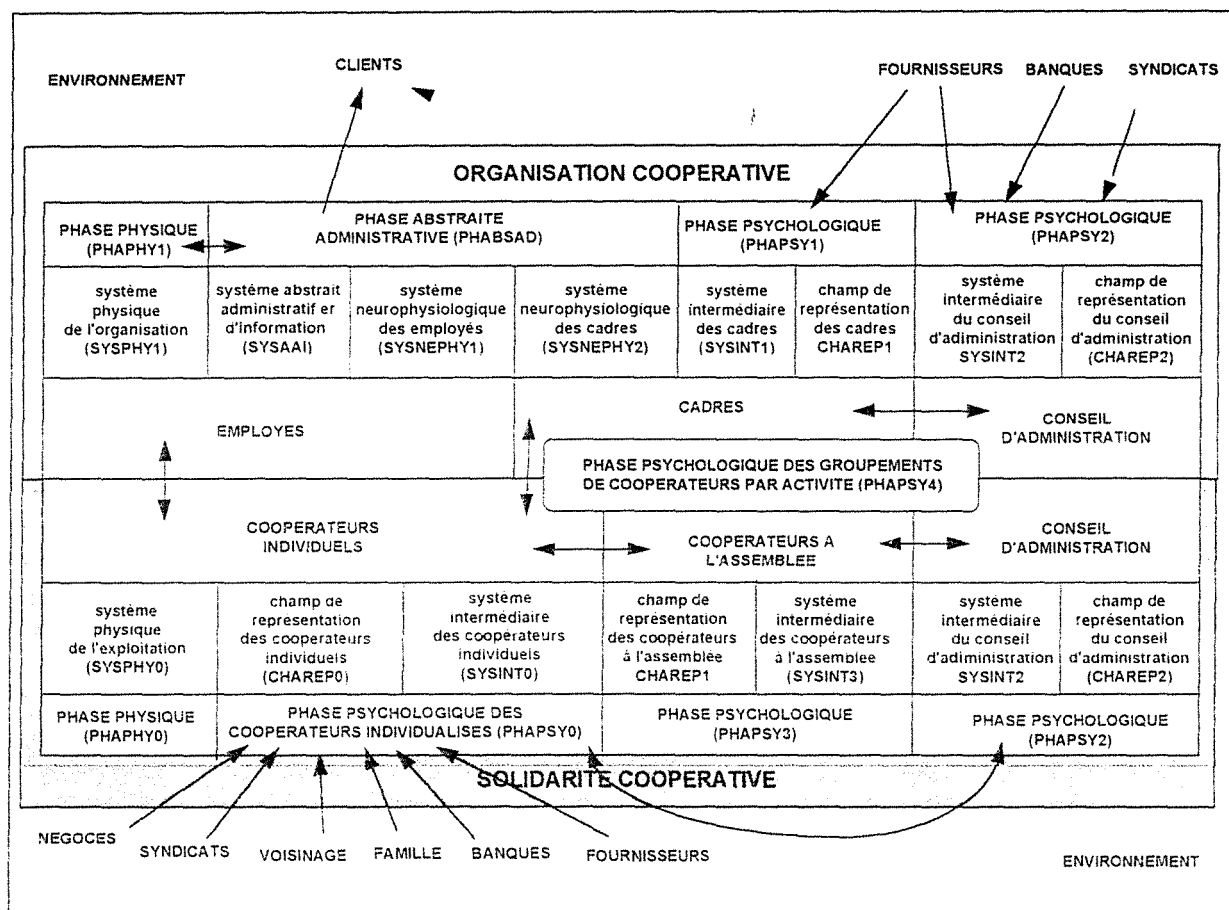 ENVIRONNEMENT
CLIENTS
FOURNISSEURS
BANQUES
SYNDICATS
ORGANISATION COOPERATIVE
PHASE PHYSIQUE
(PHAPHY1)
PHASE ABSTRAITE
ADMINISTRATIVE (PHABSAD)
PHASE PSYCHOLOGIQUE
(PHAPSY1)
PHASE PSYCHOLOGIQUE
(PHAPSY2)
système
physique
de l'organisation
(SYSPHY1)
système abstrait
administratif er
d'information
(SYSAAI)
système
neurophysiologique
des employés
(SYSNEPHY1)
système
neurophysiologique
des cadres
(SYSNEPHY2)
système
intermédiaire
des cadres
(SYSINT1)
champ de
représentation
des cadres
CHAREP1
système
intermédiaire
du conseil
d'adiministration
SYSINT2
champ de
représentation
du conseil
d'administration
(CHAREP2)
EMPLOYES
CADRES
CONSEIL
D'ADMINISTRATION
PHASE PSYCHOLOGIQUE DES GROUPEMENTS
DE COOPERATEURS PAR ACTIVITE (PHAPSY4)
COOPERATEURS
INDIVIDUELS
COOPERATEURS A
L'ASSEMBLEE
CONSEIL
D'ADMINISTRATION
système
physique
de l'exploitation
(SYSPHY0)
champ de
représentation
des coopérateurs
individuels
(CHAREP0)
système
intermédiaire
des coopérateurs
individuels
(SYSINT0)
champ de
représentation
des coopérateurs
à l'assemblée
CHAREP1
système
intermédiaire
des coopérateurs
à l'assemblée
(SYSINT3)
système
intermédiaire
du conseil
d'adiministration
SYSINT2
champ de
représentation
du conseil
d'administration
(CHAREP2)
PHASE PHYSIQUE
(PHAPHY0)
PHASE PSYCHOLOGIQUE DES
COOPERATEURS INDIVIDUALISES (PHAPSY0)
PHASE PSYCHOLOGIQUE
(PHAPSY3)
PHASE PSYCHOLOGIQUE
(PHAPSY2)
SOLIDARITE COOPERATIVE
NEGOCES
SYNDICATS
VOISINAGE
FAMILLE
BANQUES
FOURNISSEURS
ENVIRONNEMENT